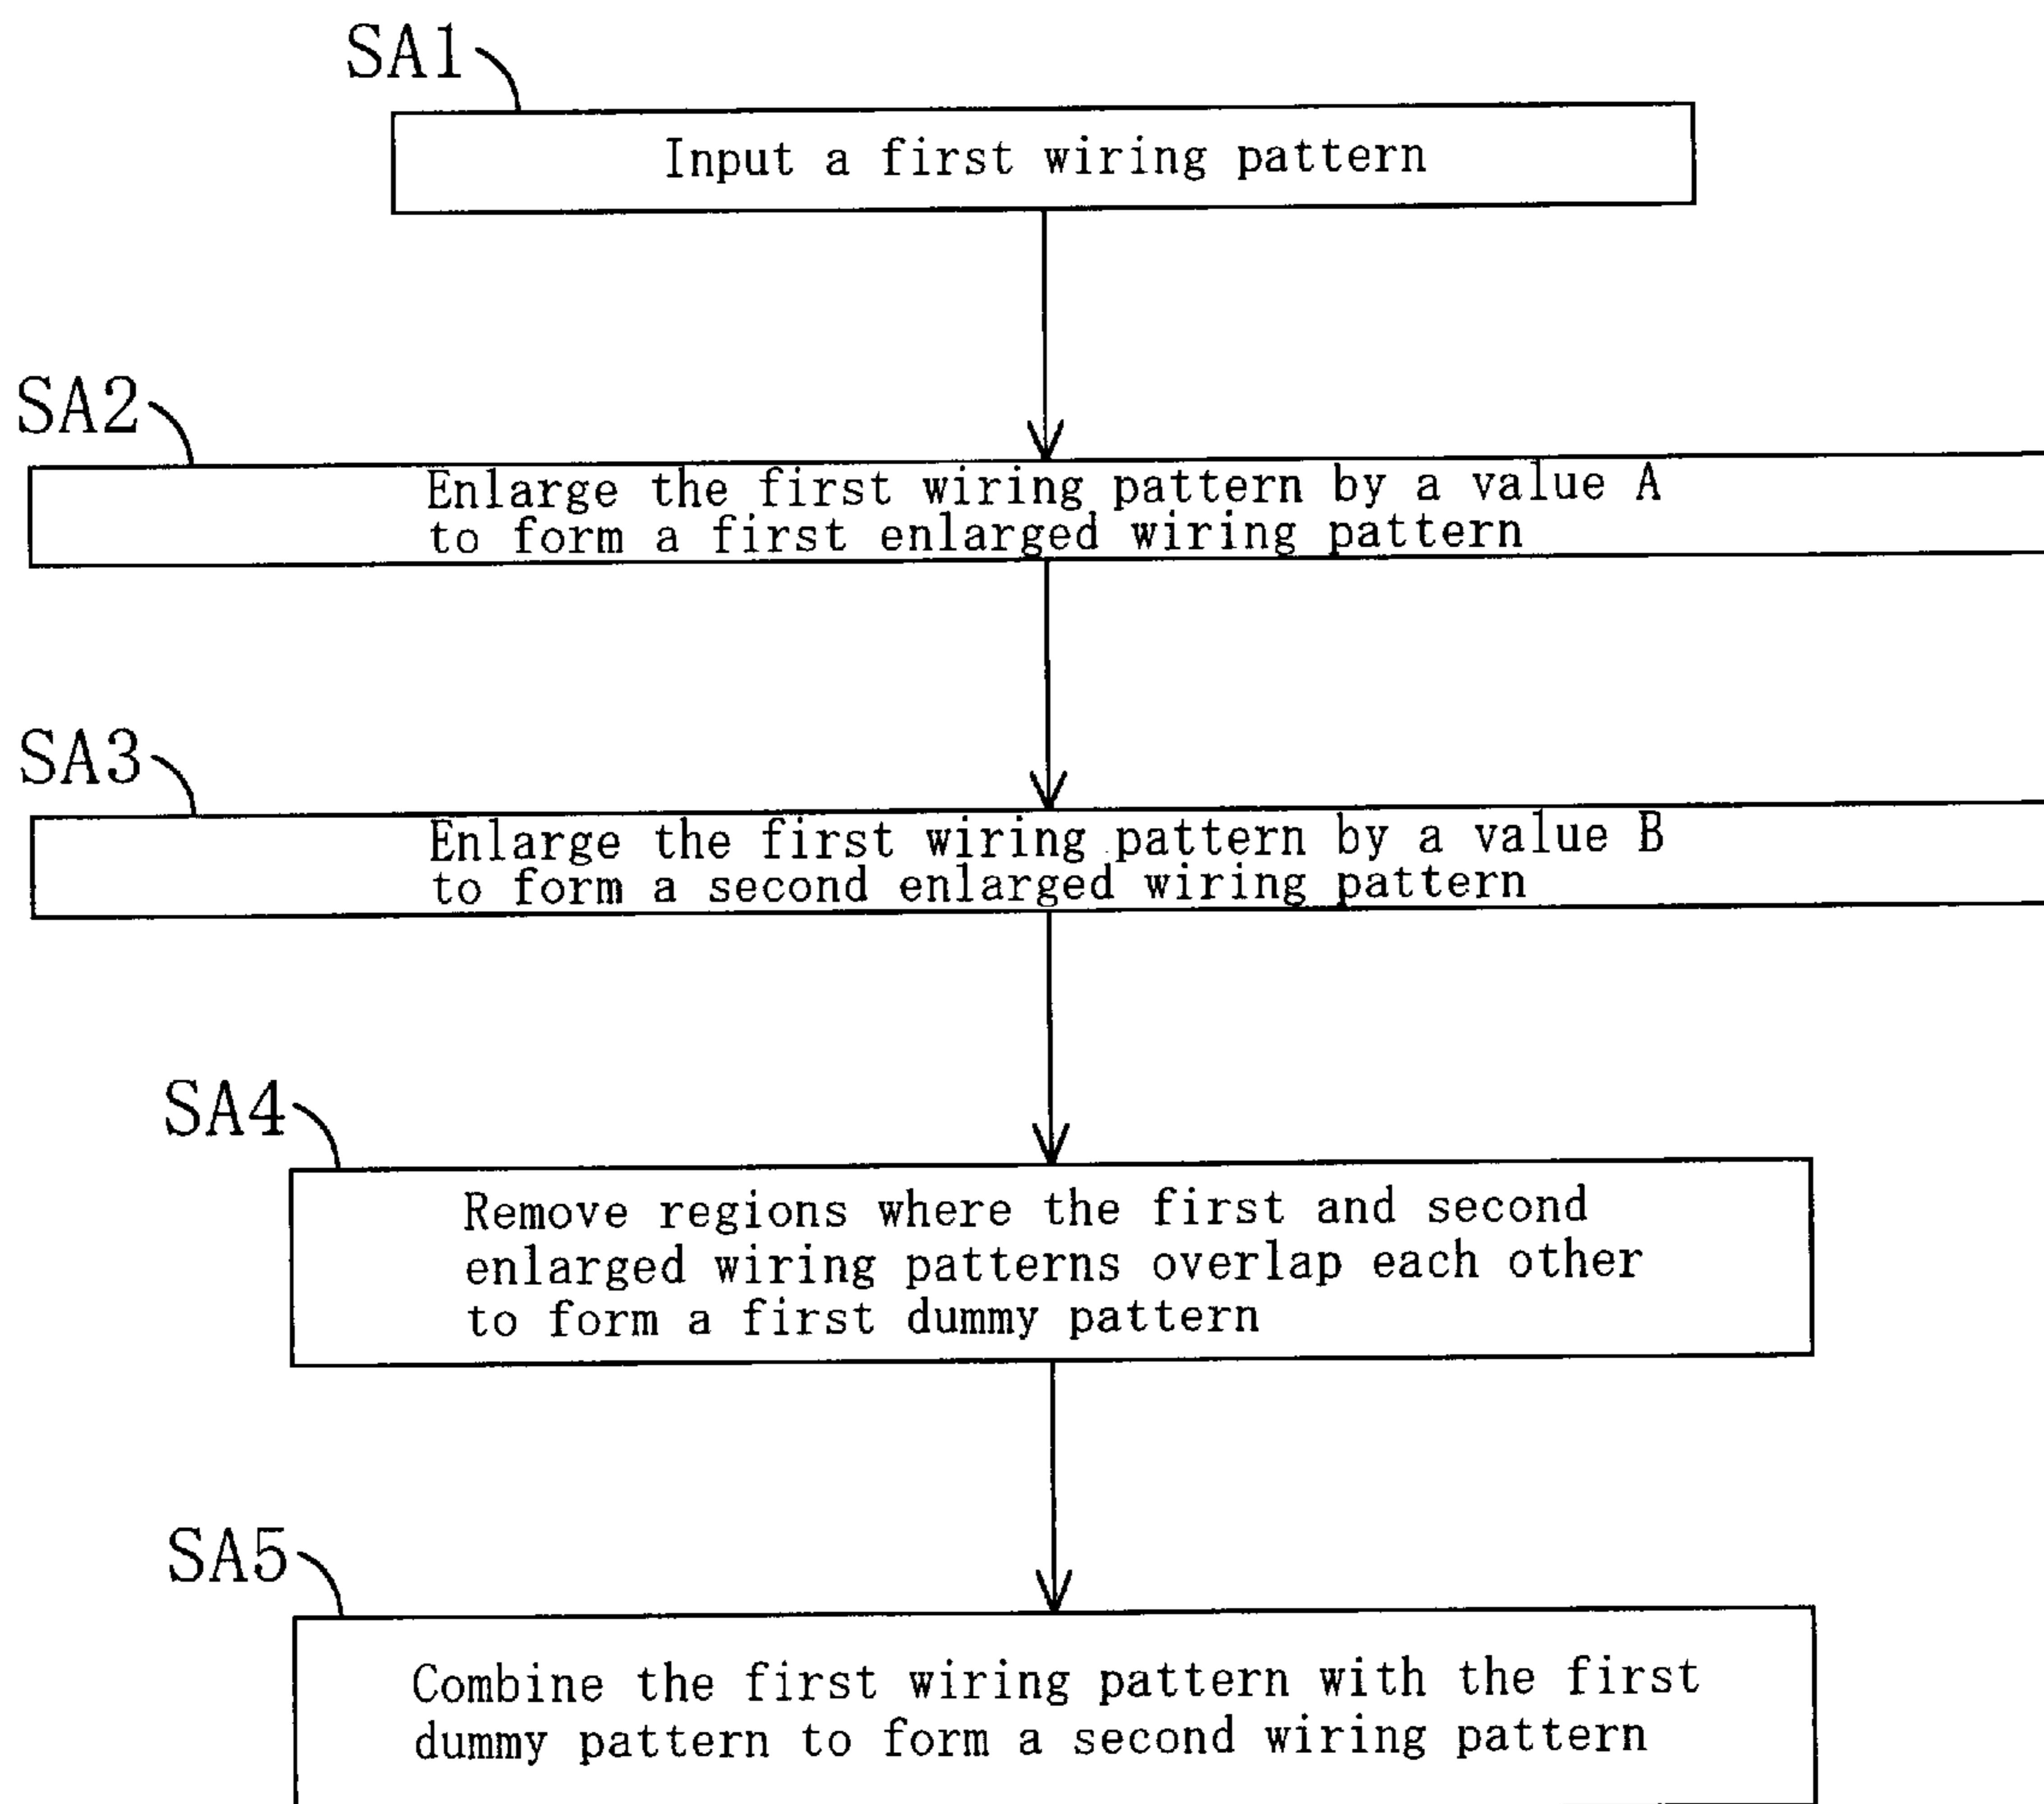 SA1
Input a first wiring pattern
SA2
Enlarge the first wiring pattern by a value A
to form a first enlarged wiring pattern
SA3
Enlarge the first wiring pattern by a value B
to form a second enlarged wiring pattern
SA4
Remove regions where the first and second
enlarged wiring patterns overlap each other
to form a first dummy pattern
SA5
Combine the first wiring pattern with the first
dummy pattern to form a second wiring pattern